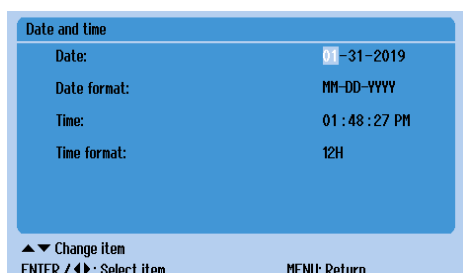 Date and time
Date: 01-31-2019
Date format: MM-DD-YYYY
Time: 01:48:27 PM
Time format: 12H
▲▼ Change item
ENTER / ◀▶: Select item MENU: Return